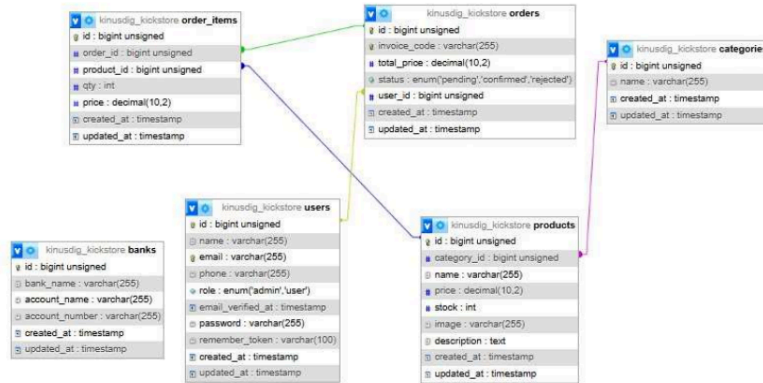 kinusdig_kickstore order_items
id : bigint unsigned
order_id : bigint unsigned
product_id : bigint unsigned
qty : int
price : decimal(10,2)
created_at : timestamp
updated_at : timestamp
kinusdig_kickstore orders
id : bigint unsigned
invoice_code : varchar(255)
total_price : decimal(10,2)
status : enum('pending','confirmed','rejected')
user_id : bigint unsigned
created_at : timestamp
updated_at : timestamp
kinusdig_kickstore categories
id : bigint unsigned
name : varchar(255)
created_at : timestamp
updated_at : timestamp
kinusdig_kickstore banks
id : bigint unsigned
bank_name : varchar(255)
account_name : varchar(255)
account_number : varchar(255)
created_at : timestamp
updated_at : timestamp
kinusdig_kickstore users
id : bigint unsigned
name : varchar(255)
email : varchar(255)
phone : varchar(255)
role : enum('admin','user')
email_verified_at : timestamp
password : varchar(255)
remember_token : varchar(100)
created_at : timestamp
updated_at : timestamp
kinusdig_kickstore products
id : bigint unsigned
category_id : bigint unsigned
name : varchar(255)
price : decimal(10,2)
stock : int
image : varchar(255)
description : text
created_at : timestamp
updated_at : timestamp